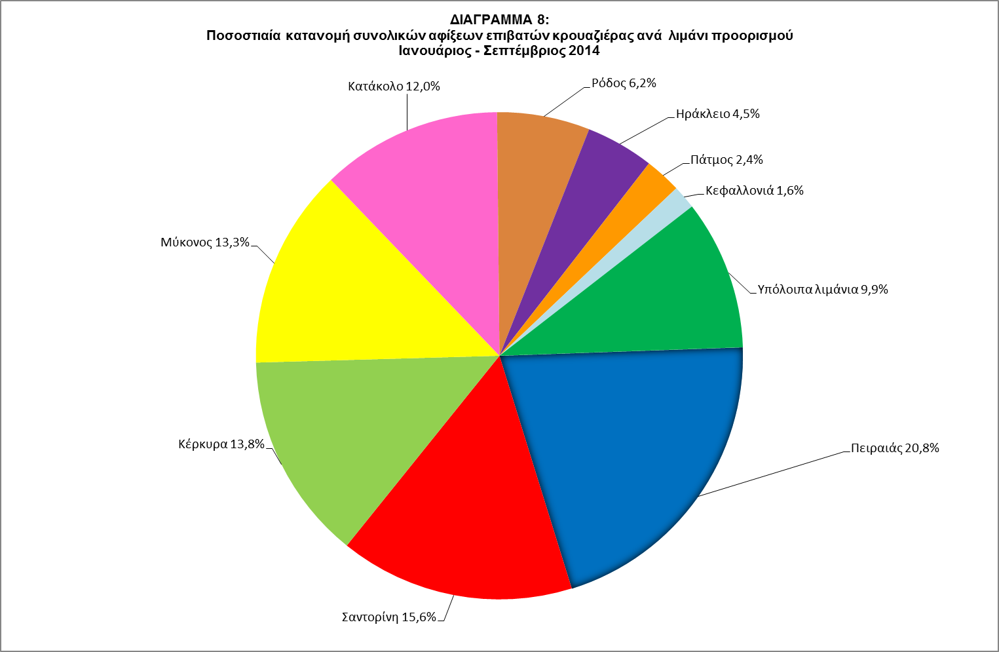 ΔΙΑΓΡΑΜΜΑ 8:
Ποσοστιαία κατανομή συνολικών αφίξεων επιβατών κρουαζιέρας ανά λιμάνι προορισμού
Ιανουάριος - Σεπτέμβριος 2014
Κατάκολο 12,0%
Ρόδος 6,2%
Ηράκλειο 4,5%
Πάτμος 2,4%
Κεφαλλονιά 1,6%
Μύκονος 13,3%
Υπόλοιπα λιμάνια 9,9%
Κέρκυρα 13,8%
Πειραιάς 20,8%
Σαντορίνη 15,6%